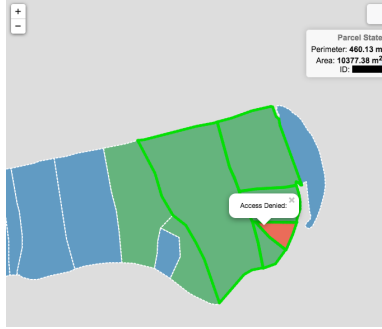 +
−
Parcel State
Perimeter: 460.13 m
Area: 10377.38 m²
ID:
Access Denied:
×